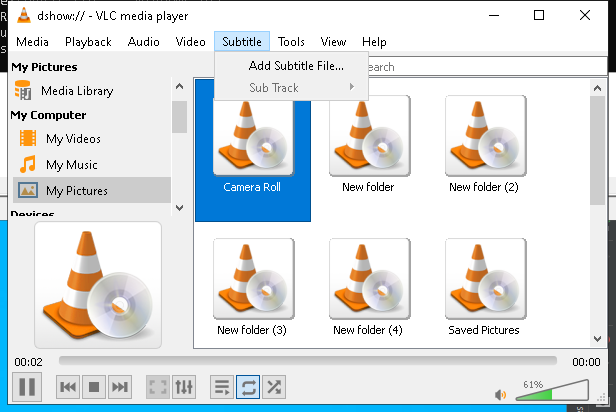 dshow:// - VLC media player
Media Playback Audio Video Subtitle Tools View Help
My Pictures
Add Subtitle File...
earch
Media Library
Sub Track
My Computer
My Videos
My Music
My Pictures
Camera Roll
New folder
New folder (2)
Devices
New folder (3)
New folder (4)
Saved Pictures
00:02
00:00
61%